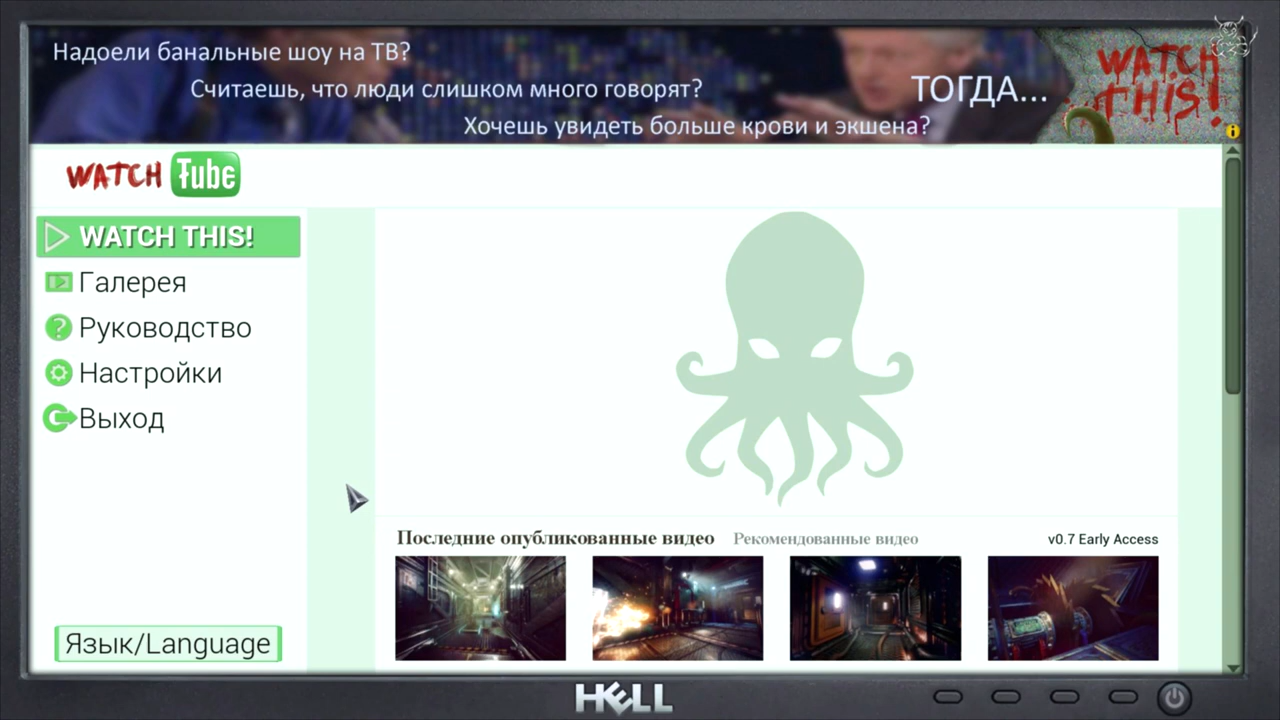 Надоели банальные шоу на ТВ?
Считаешь, что люди слишком много говорят?
Хочешь увидеть больше крови и экшена?
ТОГДА...
WATCH
THIS!
WATCH Tube
WATCH THIS!
Галерея
Руководство
Настройки
Выход
Язык/Language
Последние опубликованные видео Рекомендованные видео v0.7 Early Access
HELL